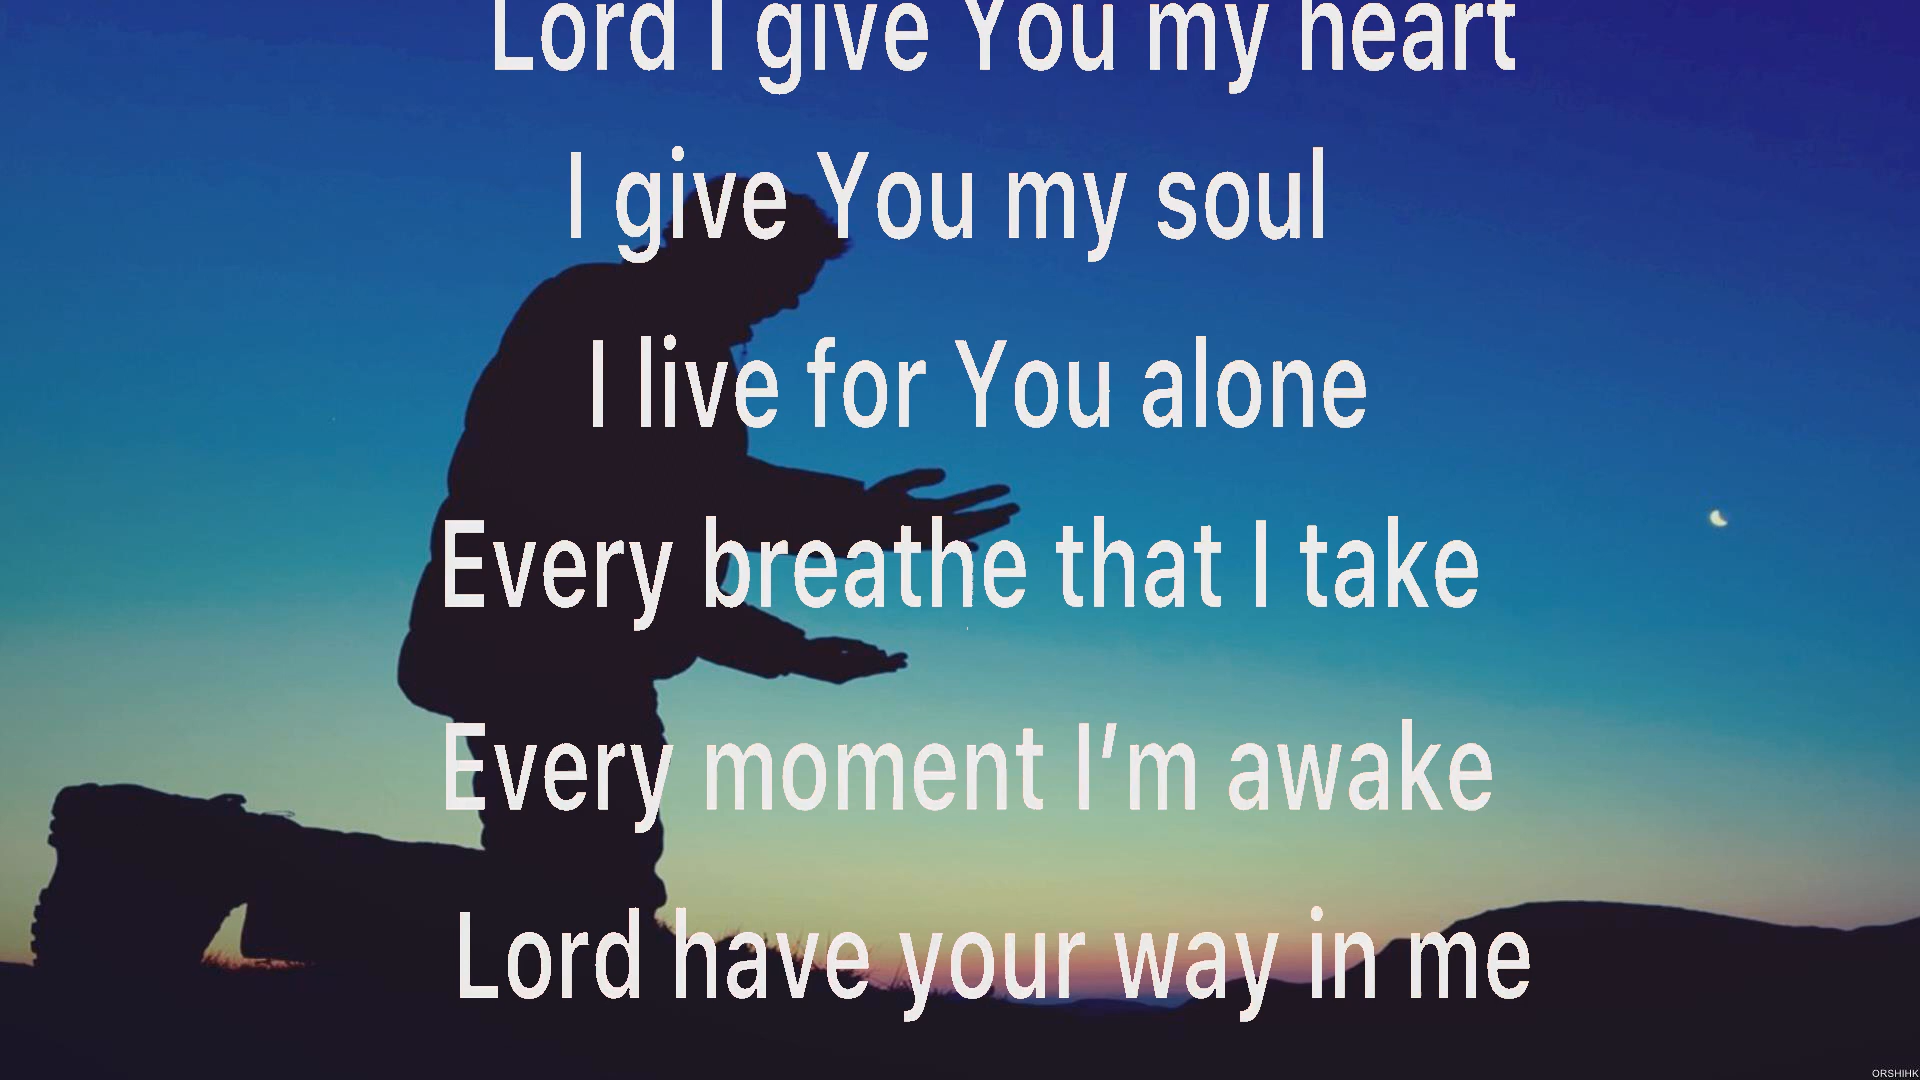 Lord I give You my heart
I give You my soul
I live for You alone
Every breathe that I take
Every moment I’m awake
Lord have your way in me
ORSHIHK